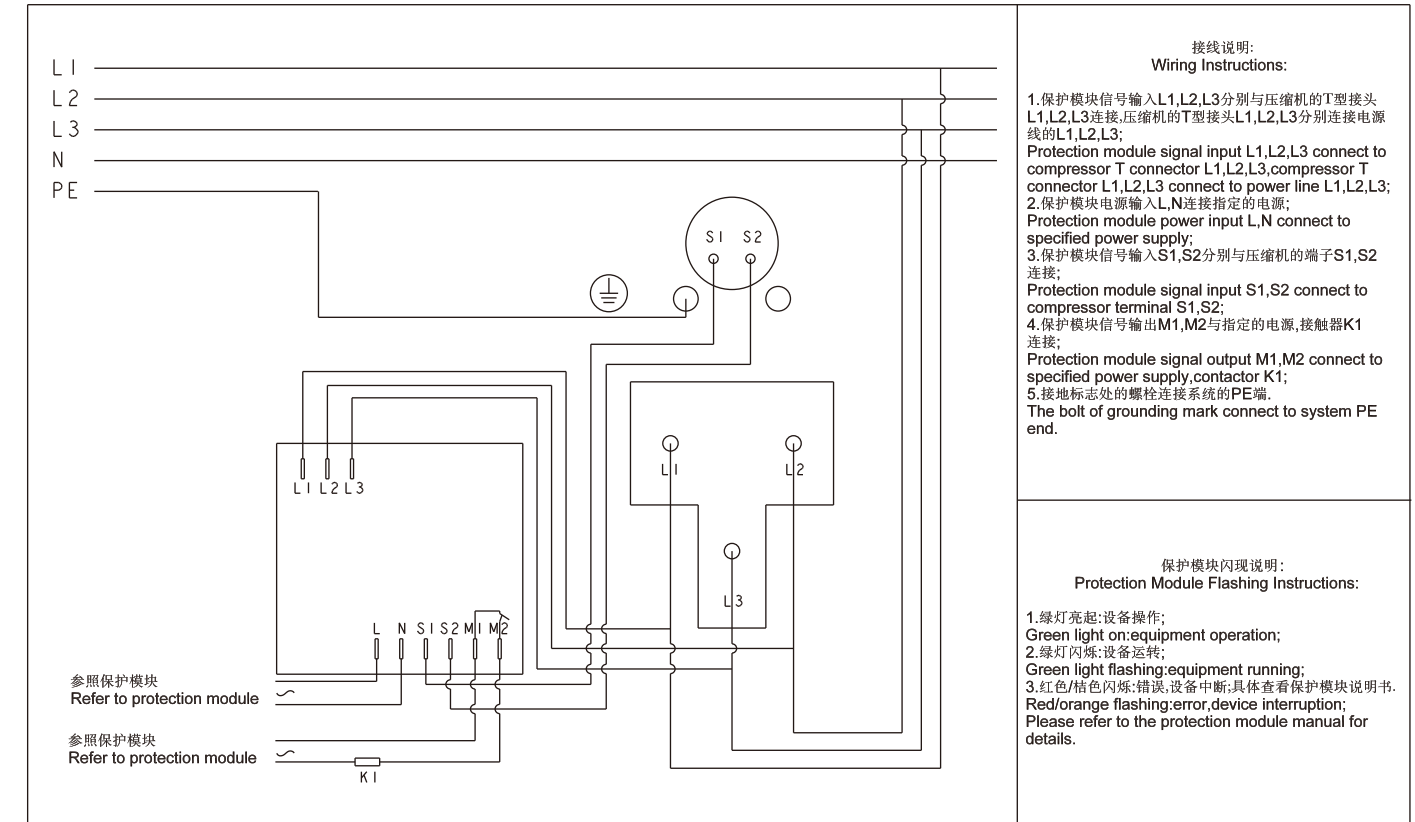 L1
L2
L3
N
PE
S1 S2
L1 L2 L3
L1
L2
L3
L N S1 S2 M1 M2
参照保护模块
Refer to protection module
参照保护模块
Refer to protection module
K1
接线说明:
Wiring Instructions:
1.保护模块信号输入L1,L2,L3分别与压缩机的T型接头
L1,L2,L3连接,压缩机的T型接头L1,L2,L3分别连接电源
线的L1,L2,L3;
Protection module signal input L1,L2,L3 connect to
compressor T connector L1,L2,L3,compressor T
connector L1,L2,L3 connect to power line L1,L2,L3;
2.保护模块电源输入L,N连接指定的电源;
Protection module power input L,N connect to
specified power supply;
3.保护模块信号输入S1,S2分别与压缩机的端子S1,S2
连接;
Protection module signal input S1,S2 connect to
compressor terminal S1,S2;
4.保护模块信号输出M1,M2与指定的电源,接触器K1
连接;
Protection module signal output M1,M2 connect to
specified power supply,contactor K1;
5.接地标志处的螺栓连接系统的PE端.
The bolt of grounding mark connect to system PE
end.
保护模块闪现说明:
Protection Module Flashing Instructions:
1.绿灯亮起:设备操作;
Green light on:equipment operation;
2.绿灯闪烁:设备运转;
Green light flashing:equipment running;
3.红色/桔色闪烁:错误,设备中断;具体查看保护模块说明书.
Red/orange flashing:error,device interruption;
Please refer to the protection module manual for
details.